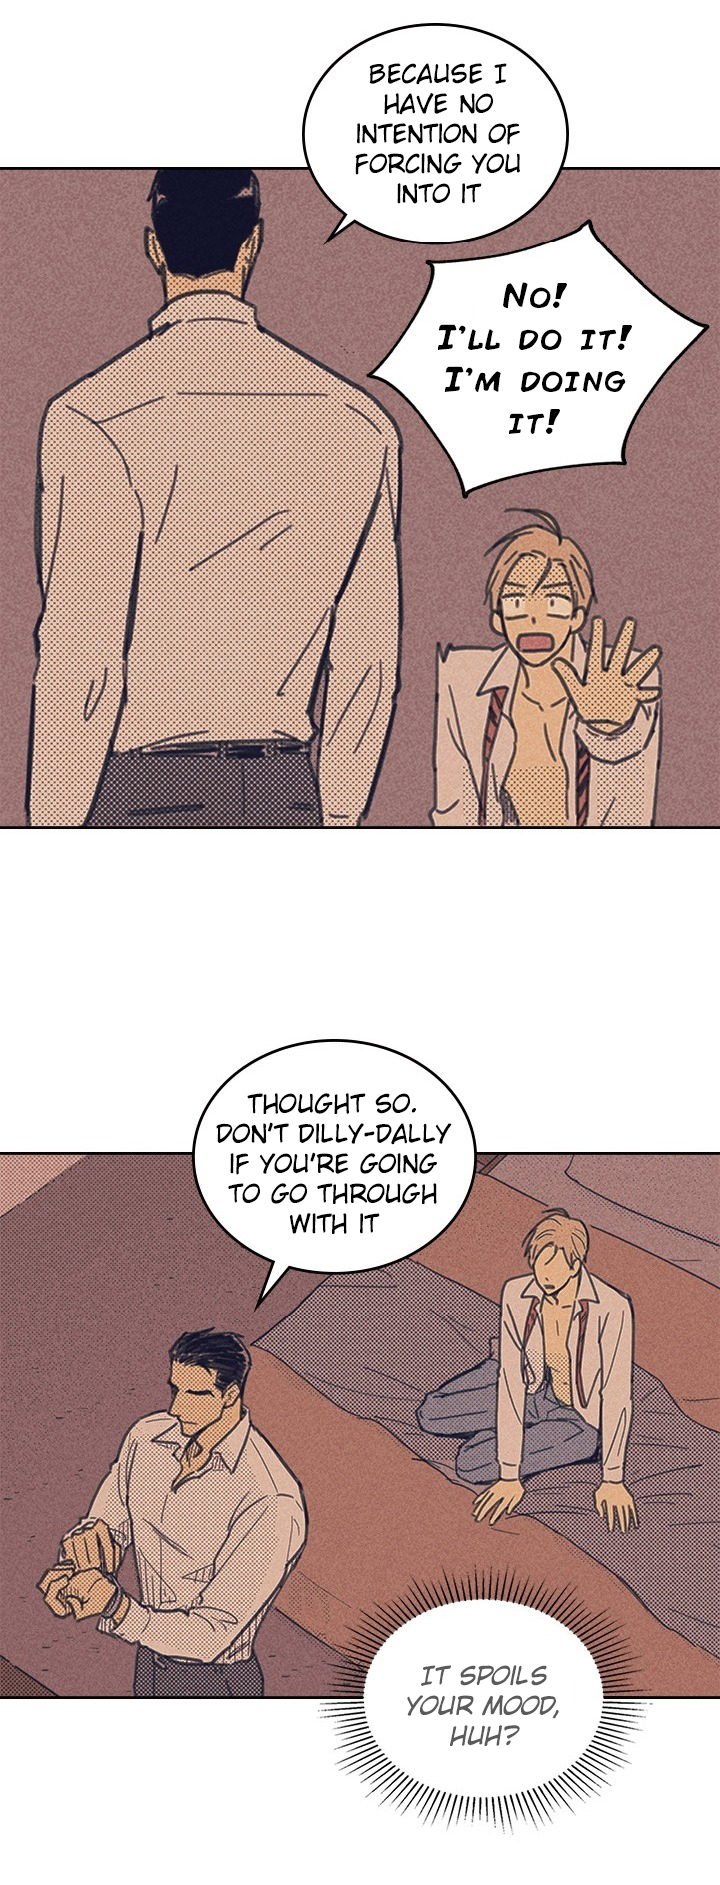 BECAUSE I
HAVE NO
INTENTION OF
FORCING YOU
INTO IT
NO!
I'LL DO IT!
I'M DOING
IT!
THOUGHT SO.
DON'T DILLY-DALLY
IF YOU'RE GOING
TO GO THROUGH
WITH IT
IT SPOILS
YOUR MOOD,
HUH?